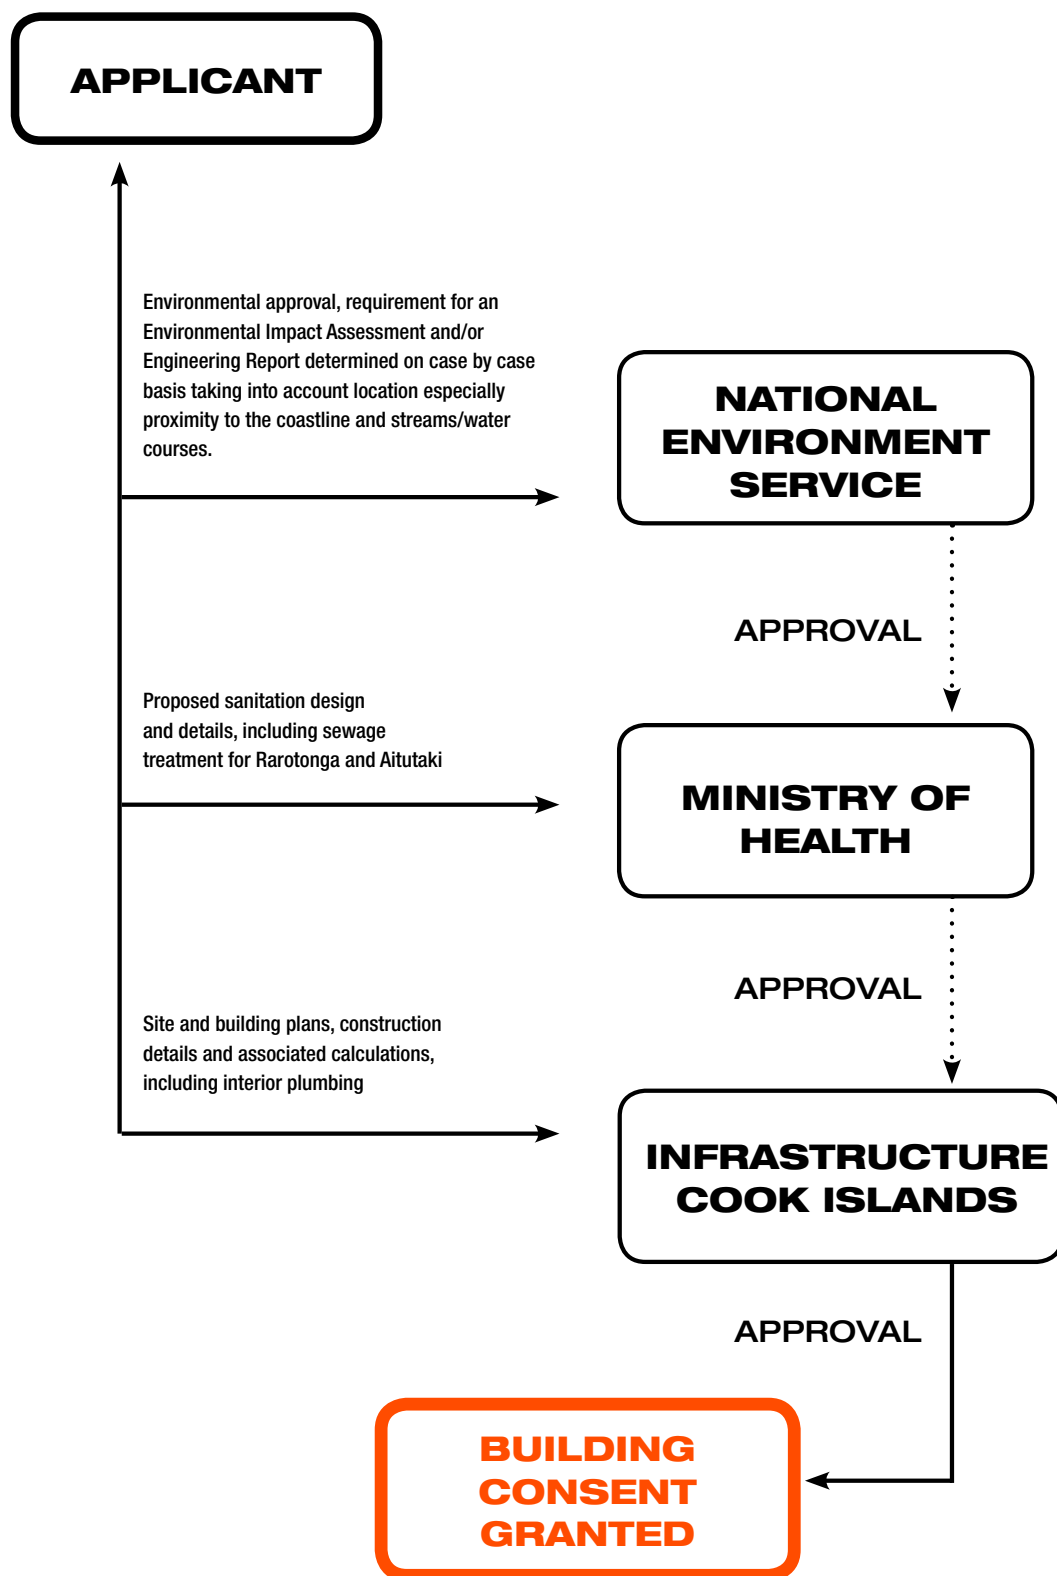 APPLICANT
Environmental approval, requirement for an
Environmental Impact Assessment and/or
Engineering Report determined on case by case
basis taking into account location especially
proximity to the coastline and streams/water
courses.
NATIONAL
ENVIRONMENT
SERVICE
APPROVAL
Proposed sanitation design
and details, including sewage
treatment for Rarotonga and Aitutaki
MINISTRY OF
HEALTH
APPROVAL
Site and building plans, construction
details and associated calculations,
including interior plumbing
INFRASTRUCTURE
COOK ISLANDS
APPROVAL
BUILDING
CONSENT
GRANTED